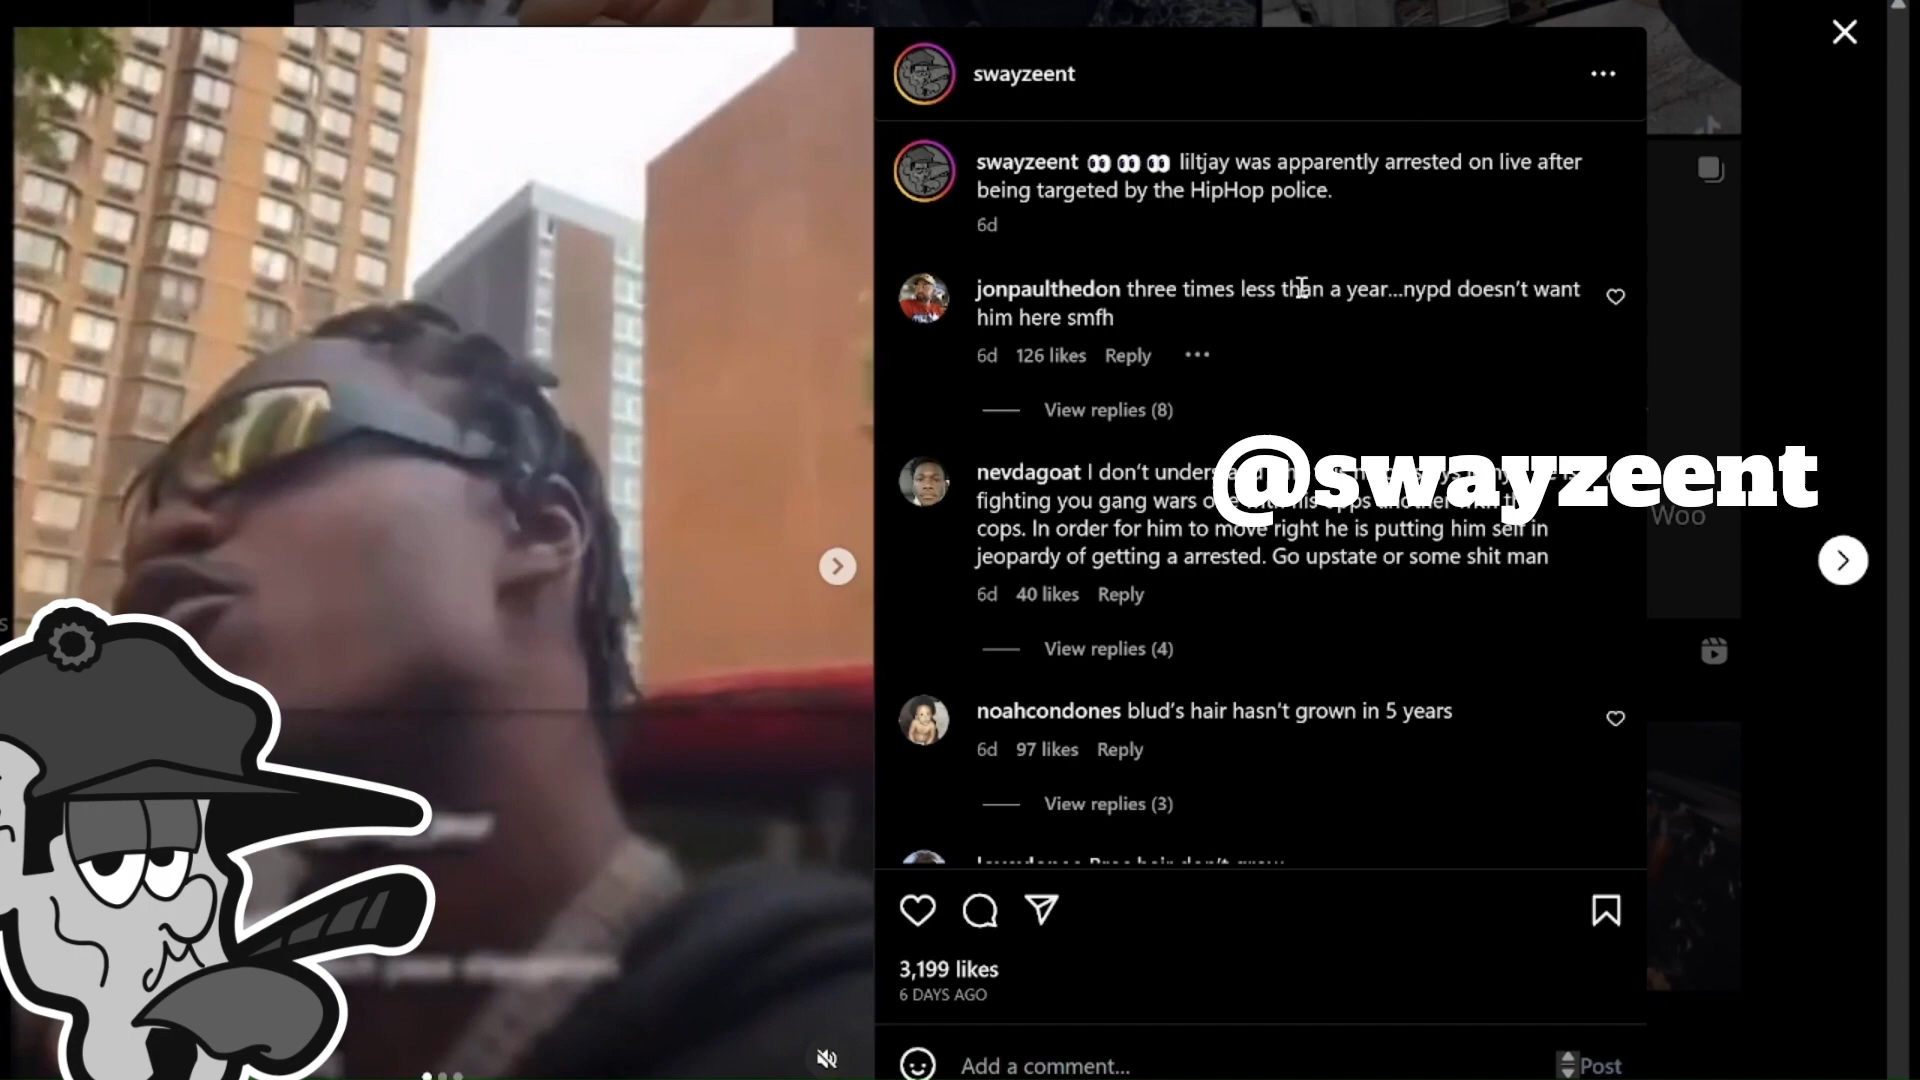 swayzeent
swayzeent 👀 👀 👀 liltjay was apparently arrested on live after
being targeted by the HipHop police.
6d
jonpaulthedon three times less than a year...nypd doesn't want
him here smfh
6d 126 likes Reply
View replies (8)
nevdagoat I don't
@swayzeent
fighting you gang wars
cops. In order for him to move right he is putting him self in
jeopardy of getting a arrested. Go upstate or some shit man
Woo
6d 40 likes Reply
View replies (4)
noahcondones blud's hair hasn't grown in 5 years
6d 97 likes Reply
View replies (3)
3,199 likes
6 DAYS AGO
Add a comment... Post